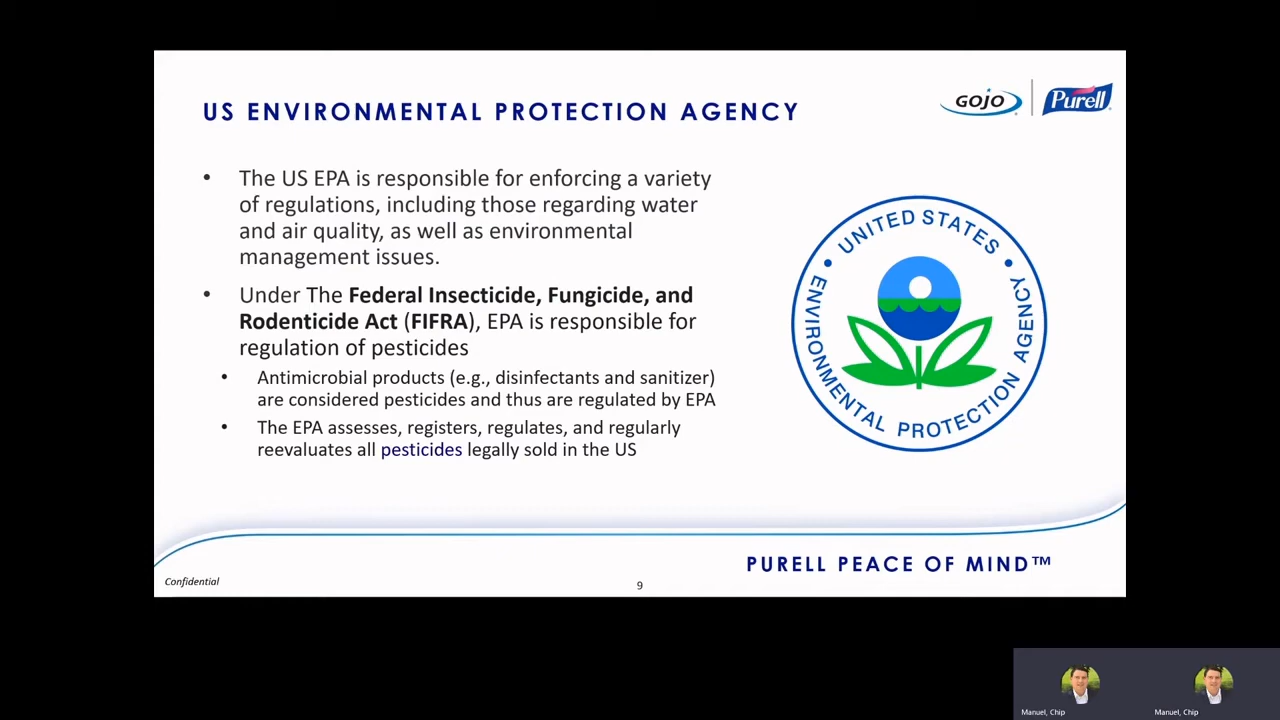 US ENVIRONMENTAL PROTECTION AGENCY
GOJO
Purell
• The US EPA is responsible for enforcing a variety
of regulations, including those regarding water
and air quality, as well as environmental
management issues.
• Under The Federal Insecticide, Fungicide, and
Rodenticide Act (FIFRA), EPA is responsible for
regulation of pesticides
• Antimicrobial products (e.g., disinfectants and sanitizer)
are considered pesticides and thus are regulated by EPA
• The EPA assesses, registers, regulates, and regularly
reevaluates all pesticides legally sold in the US
• UNITED STATES •
ENVIRONMENTAL PROTECTION AGENCY
PURELL PEACE OF MIND™
Confidential
9
Manuel, Chip
Manuel, Chip